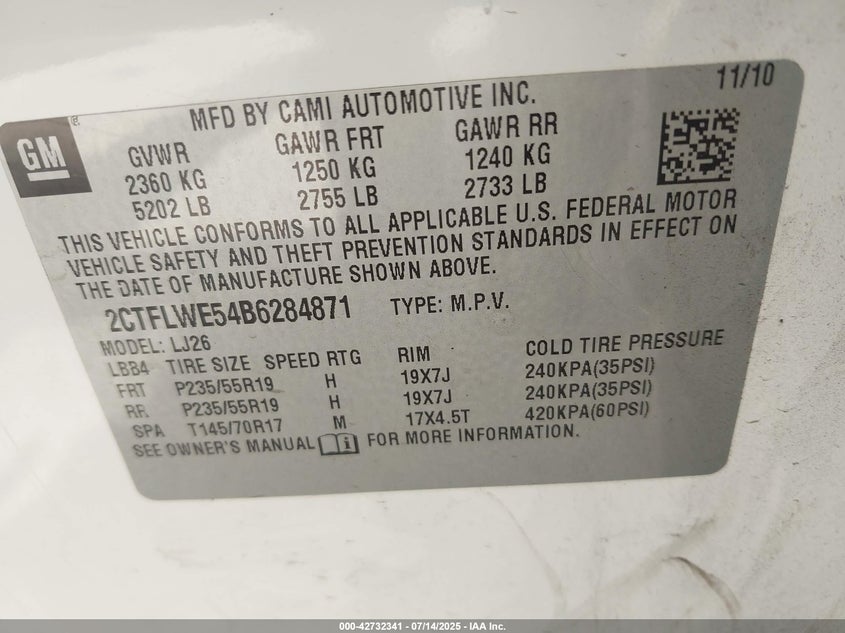 11/10
MFD BY CAMI AUTOMOTIVE INC.
GM
GVWR GAWR FRT GAWR RR
2360 KG 1250 KG 1240 KG
5202 LB 2755 LB 2733 LB
THIS VEHICLE CONFORMS TO ALL APPLICABLE U.S. FEDERAL MOTOR
VEHICLE SAFETY AND THEFT PREVENTION STANDARDS IN EFFECT ON
THE DATE OF MANUFACTURE SHOWN ABOVE.
2CTFLWE54B6284871 TYPE: M.P.V.
MODEL: LJ26
LBB4 TIRE SIZE SPEED RTG RIM COLD TIRE PRESSURE
FRT P235/55R19 H 19X7J 240KPA(35PSI)
RR P235/55R19 H 19X7J 240KPA(35PSI)
SPA T145/70R17 M 17X4.5T 420KPA(60PSI)
SEE OWNER'S MANUAL FOR MORE INFORMATION.
000-42732341 - 07/14/2025 - IAA Inc.